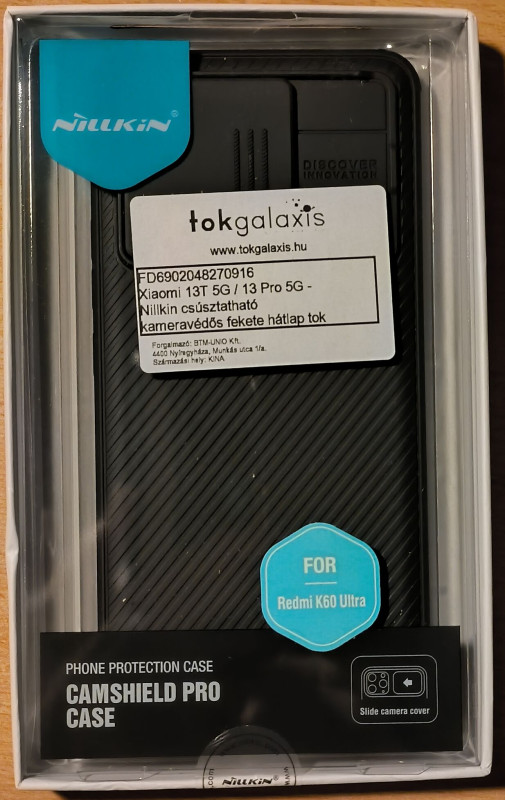 NiLLKiN®
DISCOVER
INNOVATION
tokgalaxis
www.tokgalaxis.hu
FD6902048270916
Xiaomi 13T 5G / 13 Pro 5G -
Nillkin csúsztatható
kameravédős fekete hátlap tok
Forgalmazó: BTM-UNIO Kft.
4400 Nyíregyháza, Munkás utca 1/a.
Származási hely: KINA
FOR
Redmi K60 Ultra
PHONE PROTECTION CASE
CAMSHIELD PRO
CASE
Slide camera cover
NiLLKiN®